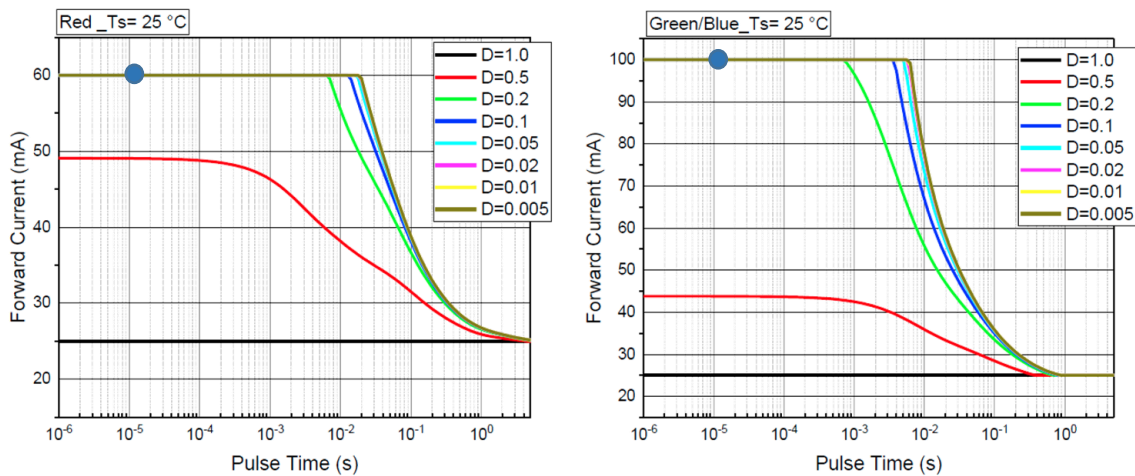 Red _Ts= 25 °C
D=1.0
D=0.5
D=0.2
D=0.1
D=0.05
D=0.02
D=0.01
D=0.005
60
50
40
30
20
Forward Current (mA)
10-6
10-5
10-4
10-3
10-2
10-1
100
Pulse Time (s)
Green/Blue_Ts= 25 °C
D=1.0
D=0.5
D=0.2
D=0.1
D=0.05
D=0.02
D=0.01
D=0.005
100
90
80
70
60
50
40
30
20
Forward Current (mA)
10-6
10-5
10-4
10-3
10-2
10-1
100
Pulse Time (s)